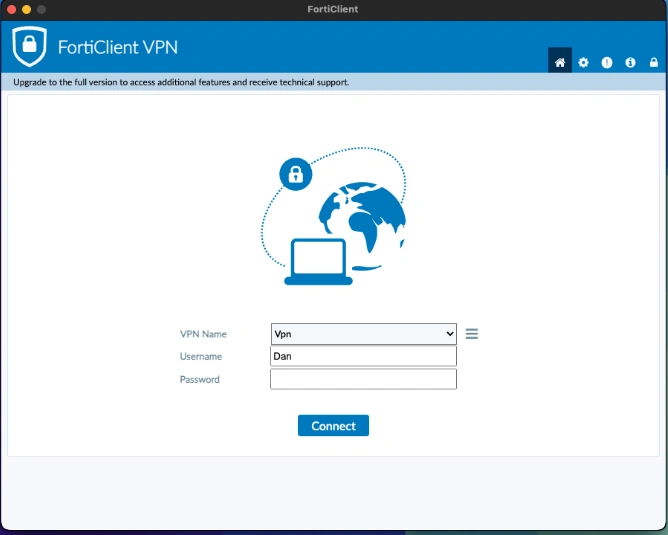 FortiClient
FortiClient VPN
Upgrade to the full version to access additional features and receive technical support.
VPN Name
Vpn
Username
Dan
Password
Connect